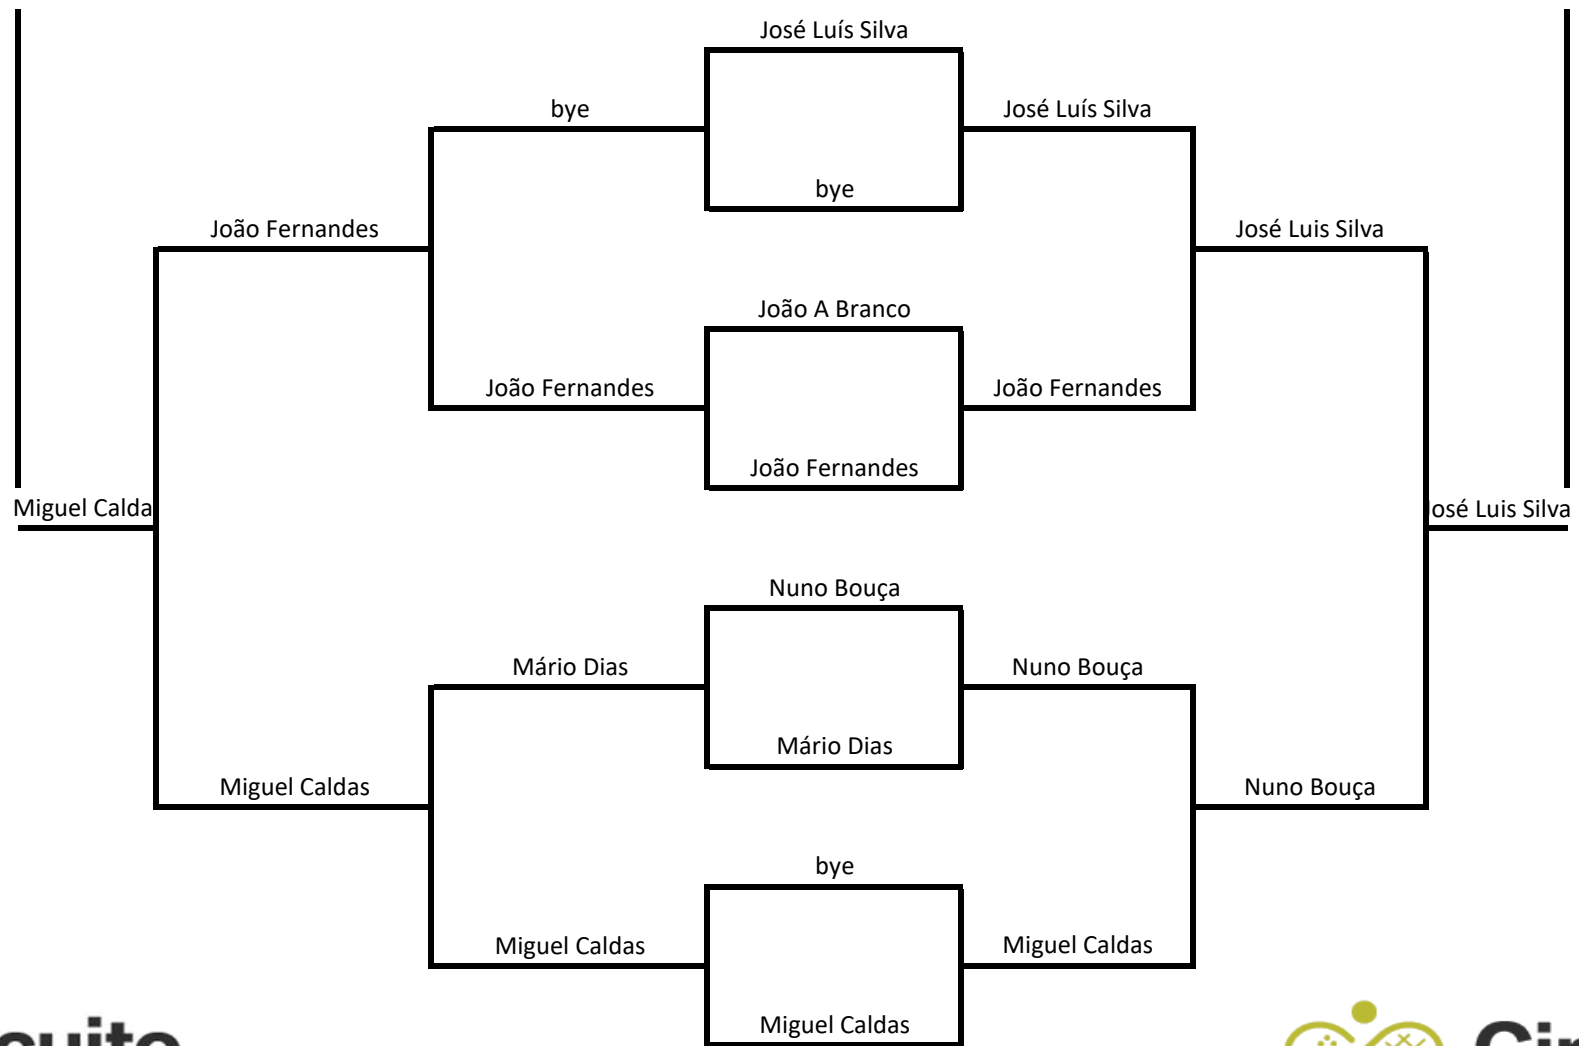 José Luís Silva
bye
José Luís Silva
bye
João Fernandes
José Luis Silva
João A Branco
João Fernandes
João Fernandes
João Fernandes
Miguel Calda
osé Luis Silva
Nuno Bouça
Mário Dias
Nuno Bouça
Mário Dias
Miguel Caldas
Nuno Bouça
bye
Miguel Caldas
Miguel Caldas
Miguel Caldas